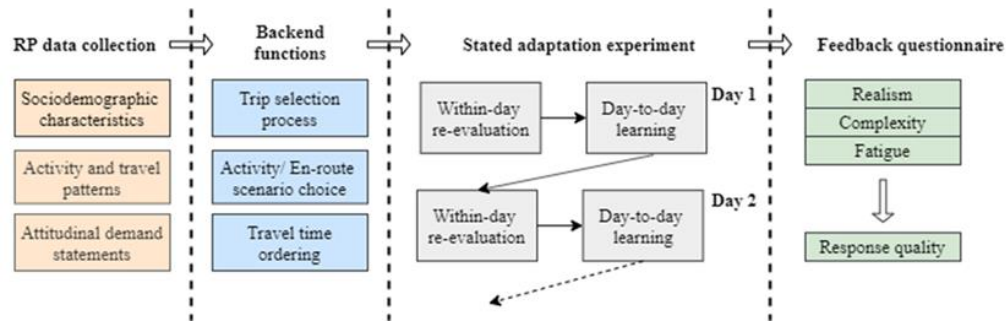 RP data collection
Backend
functions
Stated adaptation experiment
Feedback questionnaire
Sociodemographic
characteristics
Activity and travel
patterns
Attitudinal demand
statements
Trip selection
process
Activity/ En-route
scenario choice
Travel time
ordering
Day 1
Within-day
re-evaluation
Day-to-day
learning
Day 2
Within-day
re-evaluation
Day-to-day
learning
Realism
Complexity
Fatigue
Response quality